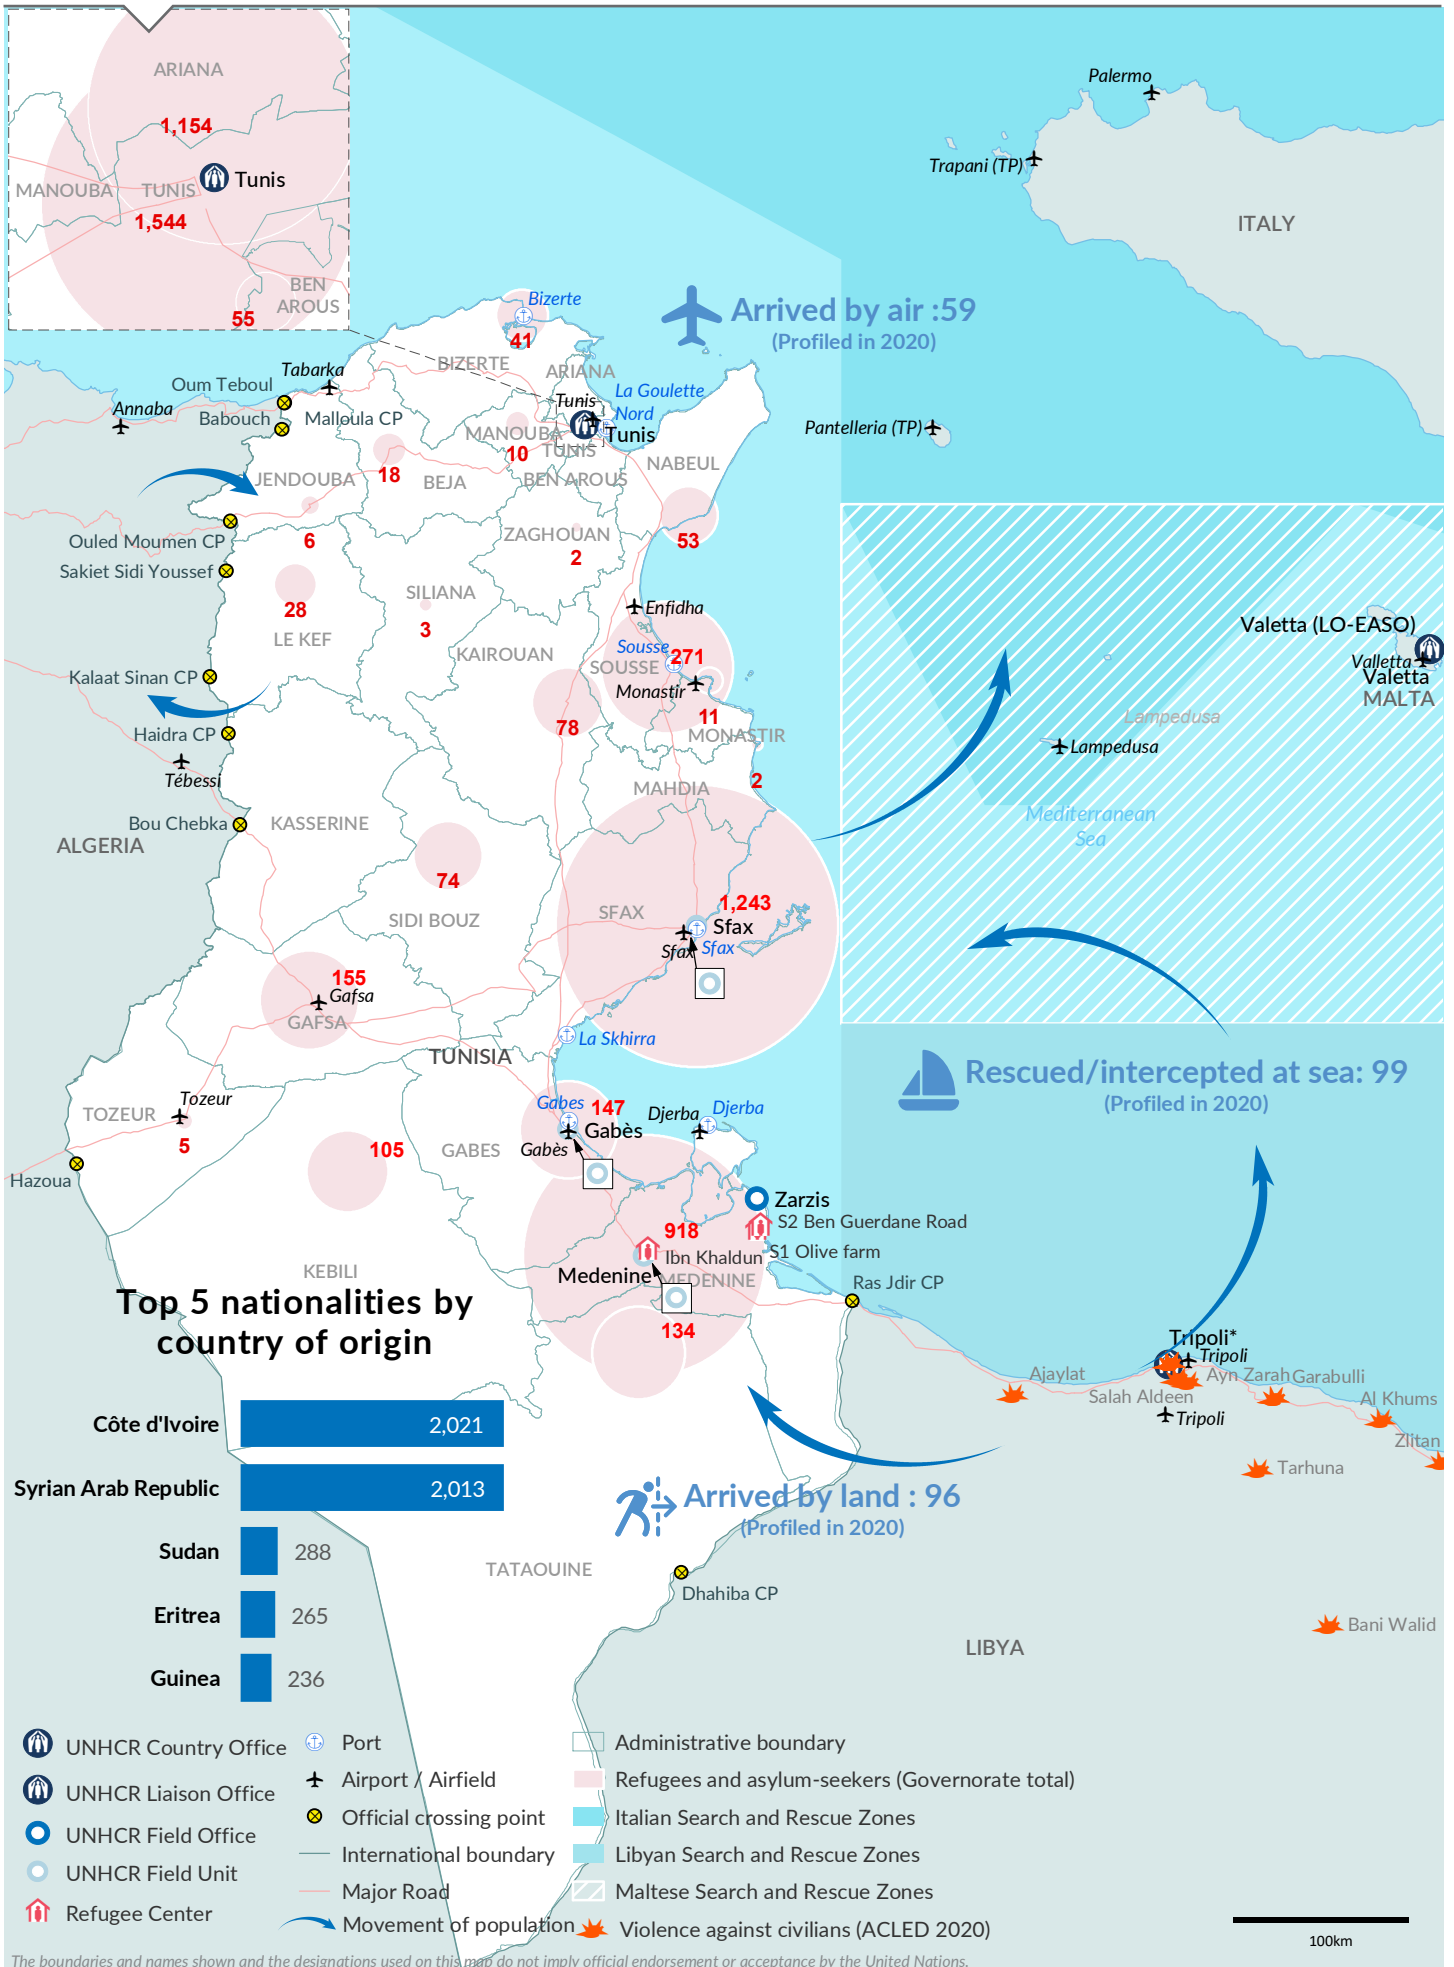 ARIANA
1,154
MANOUBA
TUNIS
Tunis
1,544
BEN
AROUS
55
Palermo
Trapani (TP)
ITALY
Bizerte
41
BIZERTE
Arrived by air :59
(Profiled in 2020)
Tabarka
Oum Teboul
Annaba
Babouch
Malloula CP
ARIANA
La Goulette
Nord
Tunis
Tunis
MANOUBA
TUNIS
10
Pantelleria (TP)
NABEUL
JENDOUBA
18
BEJA
BEN AROUS
53
Ouled Moumen CP
6
ZAGHOUAN
2
Sakiet Sidi Youssef
28
LE KEF
SILIANA
3
Enfidha
KAIROUAN
Sousse
271
SOUSSE
Monastir
11
MONASTIR
78
Valetta (LO-EASO)
Valletta
Valetta
MALTA
Kalaat Sinan CP
Haidra CP
Tébessi
Lampedusa
Lampedusa
2
MAHDIA
Mediterranean
Sea
Bou Chebka
KASSERINE
ALGERIA
74
SIDI BOUZ
1,243
SFAX
Sfax
Sfax
Sfax
155
Gafsa
GAFSA
La Skhirra
TUNISIA
Rescued/intercepted at sea: 99
(Profiled in 2020)
Tozeur
TOZEUR
5
Hazoua
105
GABES
Gabes
147
Gabès
Gabès
Djerba
Djerba
Zarzis
S2 Ben Guerdane Road
918
Ibn Khaldun
S1 Olive farm
Medenine
MEDENINE
Ras Jdir CP
KEBILI
134
Top 5 nationalities by
country of origin
Côte d'Ivoire
2,021
Syrian Arab Republic
2,013
Sudan
288
Eritrea
265
Guinea
236
Tripoli*
Tripoli
Ajaylat
Ayn Zarah
Garabulli
Salah Aldeen
Tripoli
Al Khums
Zlitan
Tarhuna
Arrived by land : 96
(Profiled in 2020)
TATAOUINE
Dhahiba CP
Bani Walid
LIBYA
UNHCR Country Office
UNHCR Liaison Office
UNHCR Field Office
UNHCR Field Unit
Refugee Center
Port
Airport / Airfield
Official crossing point
International boundary
Major Road
Movement of population
Administrative boundary
Refugees and asylum-seekers (Governorate total)
Italian Search and Rescue Zones
Libyan Search and Rescue Zones
Maltese Search and Rescue Zones
Violence against civilians (ACLED 2020)
100km
The boundaries and names shown and the designations used on this map do not imply official endorsement or acceptance by the United Nations.